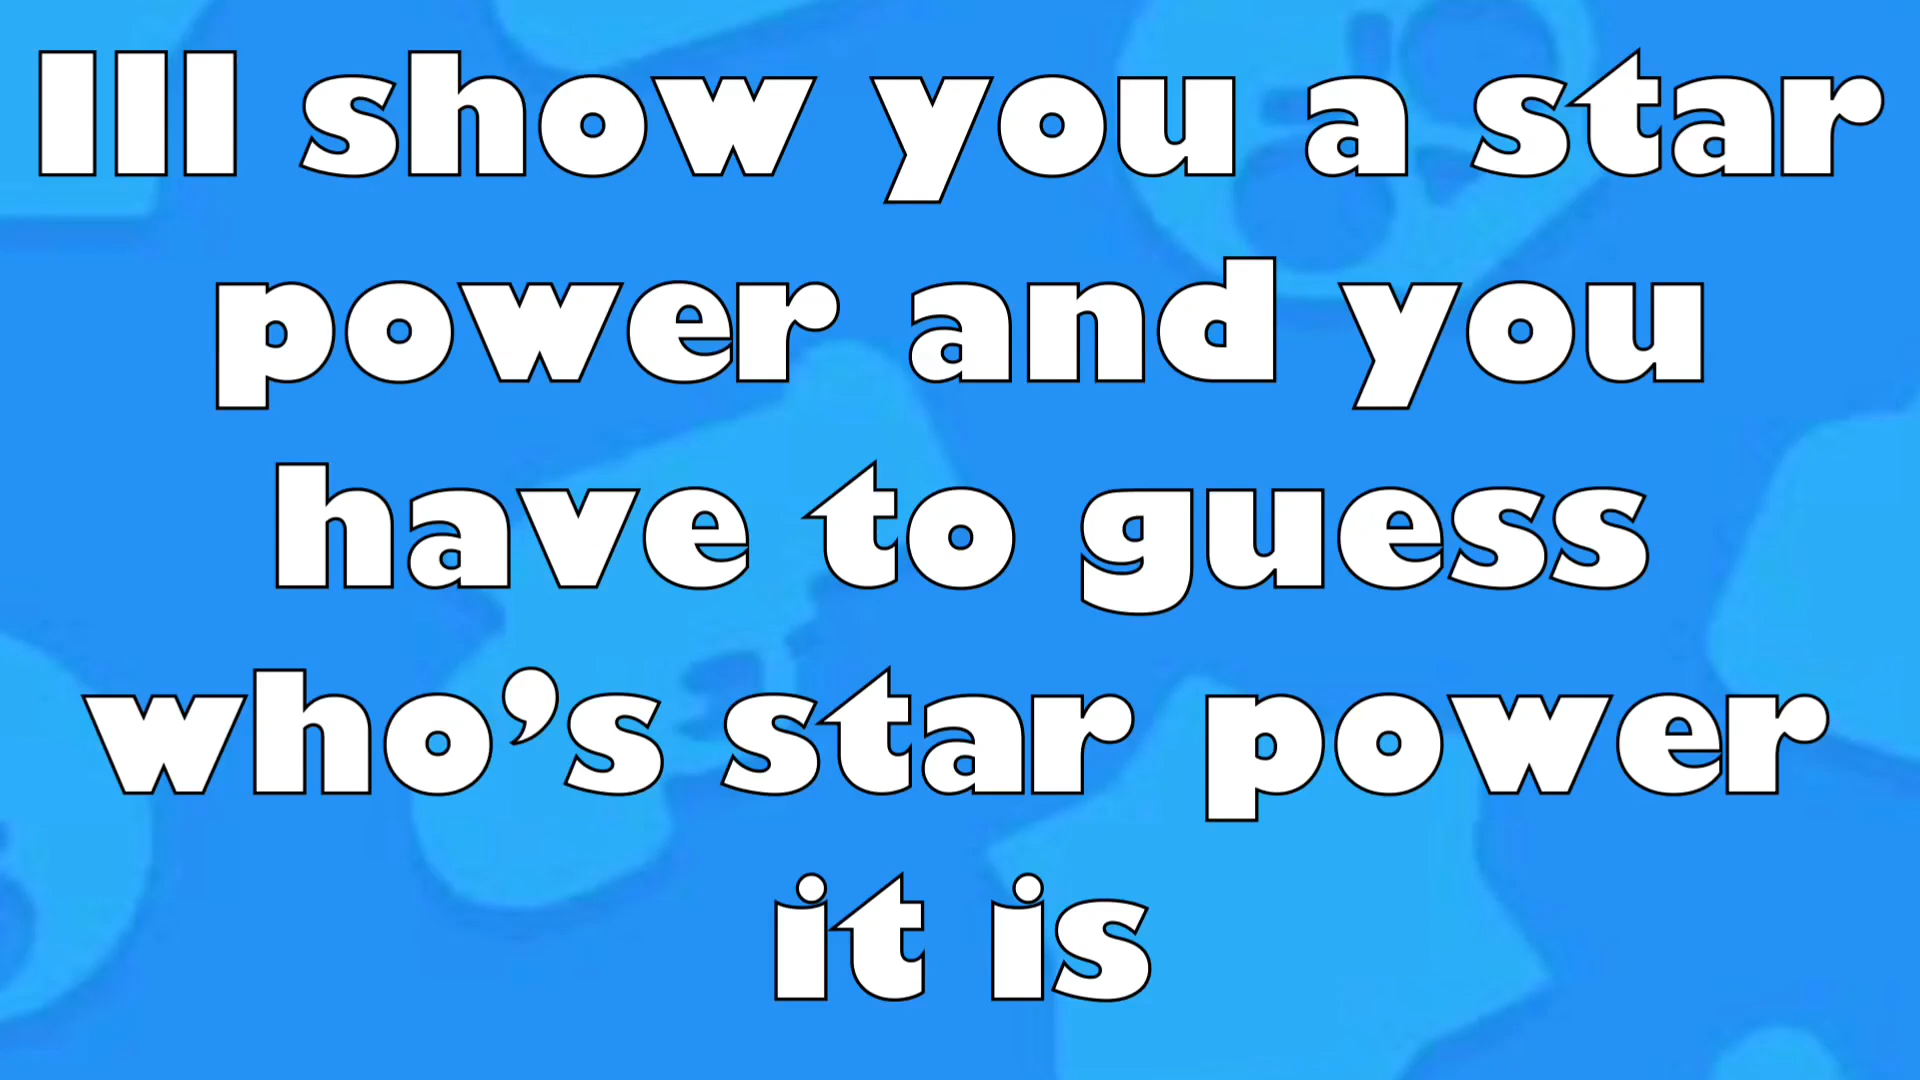 Ill show you a star
power and you
have to guess
who’s star power
it is